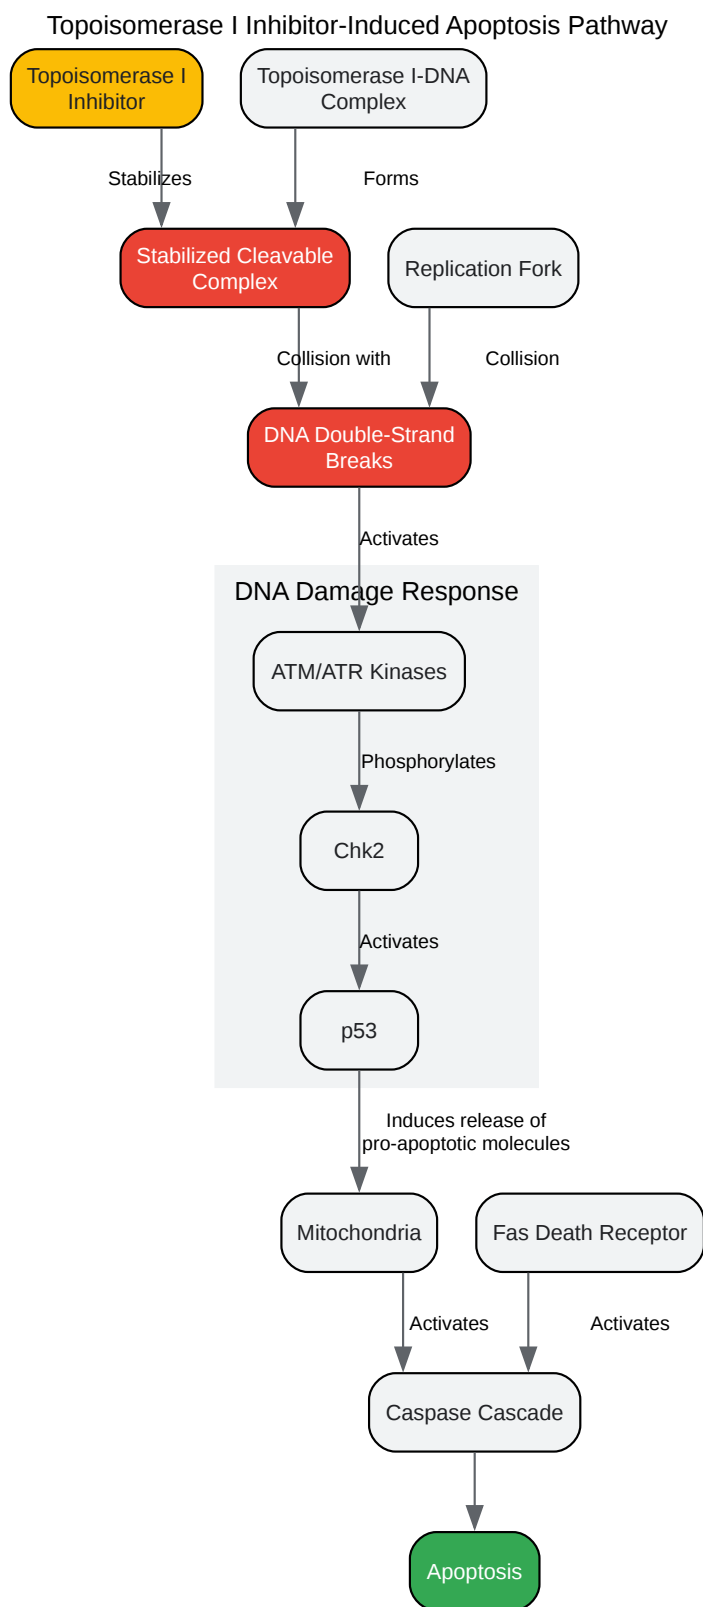 Topoisomerase I Inhibitor-Induced Apoptosis Pathway
Topoisomerase I
Inhibitor
Topoisomerase I-DNA
Complex
Stabilizes
Forms
Stabilized Cleavable
Complex
Replication Fork
Collision with
Collision
DNA Double-Strand
Breaks
Activates
DNA Damage Response
ATM/ATR Kinases
Phosphorylates
Chk2
Activates
p53
Induces release of
pro-apoptotic molecules
Mitochondria
Fas Death Receptor
Activates
Activates
Caspase Cascade
Apoptosis